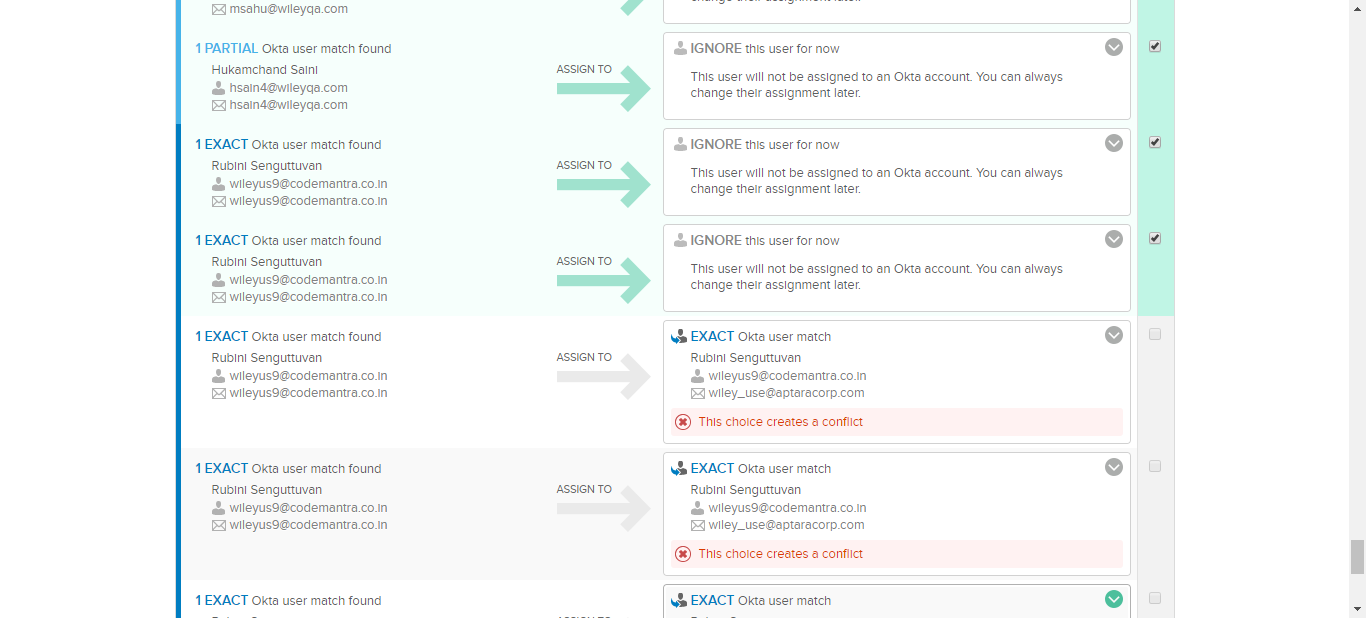 msahu@wileyqa.com
change their assignment later.
1 PARTIAL Okta user match found
Hukamchand Saini
hsain4@wileyqa.com
hsain4@wileyqa.com
ASSIGN TO
IGNORE this user for now
This user will not be assigned to an Okta account. You can always
change their assignment later.
1 EXACT Okta user match found
Rubini Senguttuvan
wileyus9@codemantra.co.in
wileyus9@codemantra.co.in
ASSIGN TO
IGNORE this user for now
This user will not be assigned to an Okta account. You can always
change their assignment later.
1 EXACT Okta user match found
Rubini Senguttuvan
wileyus9@codemantra.co.in
wileyus9@codemantra.co.in
ASSIGN TO
IGNORE this user for now
This user will not be assigned to an Okta account. You can always
change their assignment later.
1 EXACT Okta user match found
Rubini Senguttuvan
wileyus9@codemantra.co.in
wileyus9@codemantra.co.in
ASSIGN TO
EXACT Okta user match
Rubini Senguttuvan
wileyus9@codemantra.co.in
wiley_use@aptaracorp.com
This choice creates a conflict
1 EXACT Okta user match found
Rubini Senguttuvan
wileyus9@codemantra.co.in
wileyus9@codemantra.co.in
ASSIGN TO
EXACT Okta user match
Rubini Senguttuvan
wileyus9@codemantra.co.in
wiley_use@aptaracorp.com
This choice creates a conflict
1 EXACT Okta user match found
EXACT Okta user match